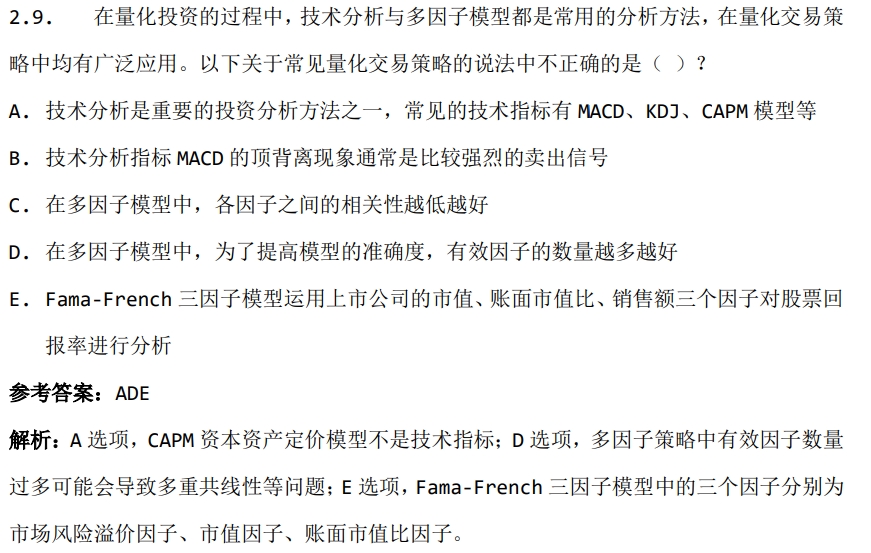 2.9. 在量化投资的过程中，技术分析与多因子模型都是常用的分析方法，在量化交易策
略中均有广泛应用。以下关于常见量化交易策略的说法中不正确的是（ ）？
A. 技术分析是重要的投资分析方法之一，常见的技术指标有 MACD、KDJ、CAPM 模型等
B. 技术分析指标 MACD 的顶背离现象通常是比较强烈的卖出信号
C. 在多因子模型中，各因子之间的相关性越低越好
D. 在多因子模型中，为了提高模型的准确度，有效因子的数量越多越好
E. Fama-French 三因子模型运用上市公司的市值、账面市值比、销售额三个因子对股票回
报率进行分析
参考答案：ADE
解析：A 选项，CAPM 资本资产定价模型不是技术指标；D 选项，多因子策略中有效因子数量
过多可能会导致多重共线性等问题；E 选项，Fama-French 三因子模型中的三个因子分别为
市场风险溢价因子、市值因子、账面市值比因子。